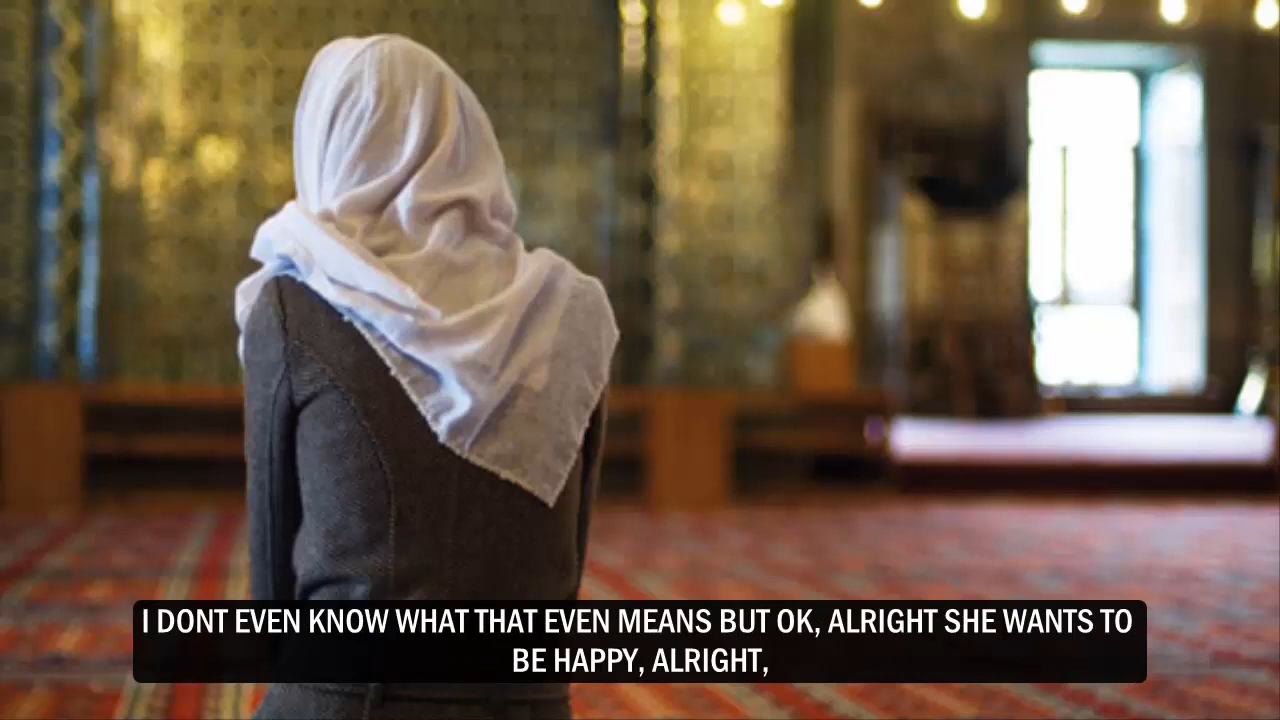 I DONT EVEN KNOW WHAT THAT EVEN MEANS BUT OK, ALRIGHT SHE WANTS TO
BE HAPPY, ALRIGHT,